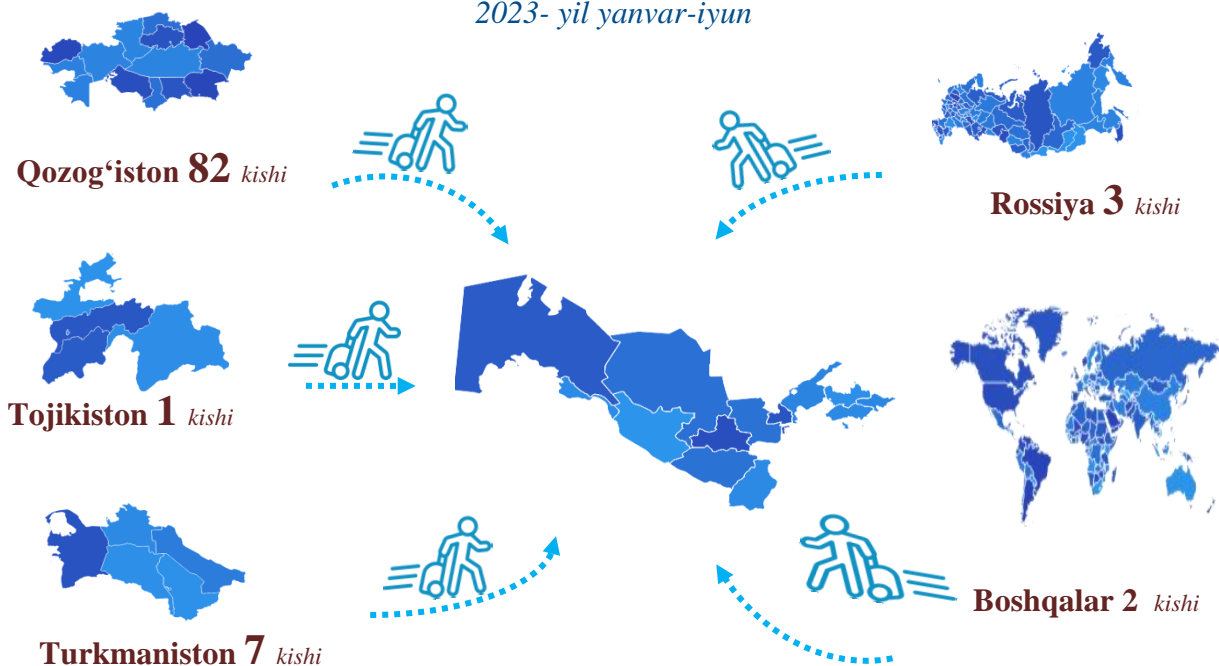 2023- yil yanvar-iyun
Qozog‘iston 82 kishi
Rossiya 3 kishi
Tojikiston 1 kishi
Boshqalar 2 kishi
Turkmaniston 7 kishi